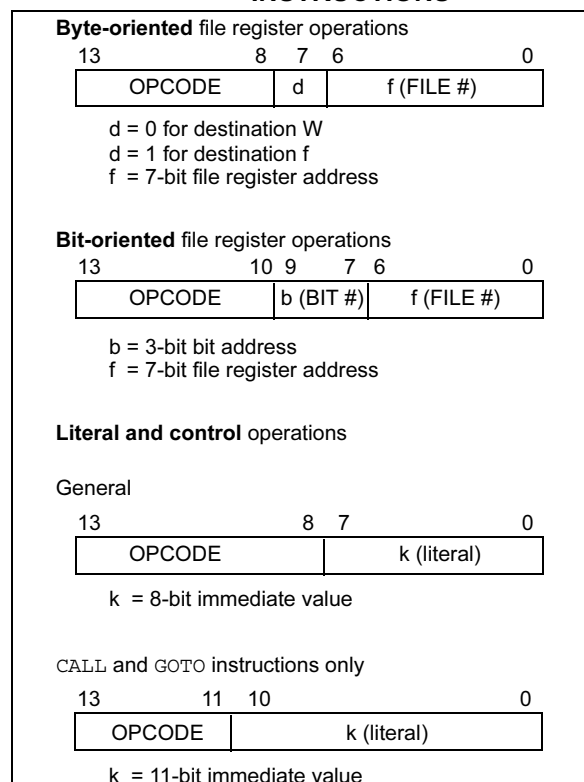 Byte-oriented file register operations
13 8 7 6 0
OPCODE d f (FILE #)
d = 0 for destination W
d = 1 for destination f
f = 7-bit file register address
Bit-oriented file register operations
13 10 9 7 6 0
OPCODE b (BIT #) f (FILE #)
b = 3-bit bit address
f = 7-bit file register address
Literal and control operations
General
13 8 7 0
OPCODE k (literal)
k = 8-bit immediate value
CALL and GOTO instructions only
13 11 10 0
OPCODE k (literal)
k = 11-bit immediate value